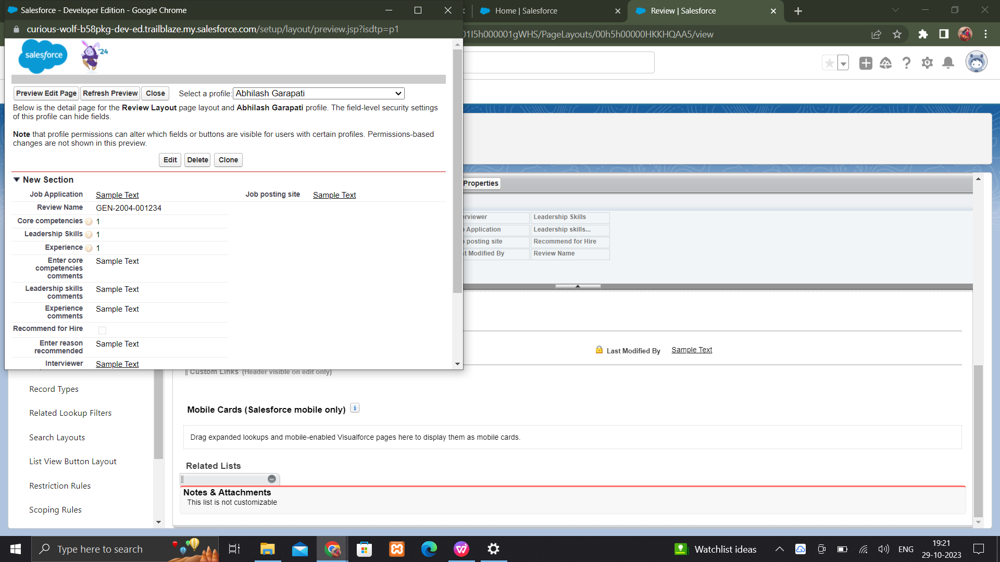 Salesforce - Developer Edition - Google Chrome
Home | Salesforce
Review | Salesforce
curious-wolf-b58pkg-dev-ed.trailblaze.my.salesforce.com/setup/layout/preview.jsp?isdtp=p1
01I5h000001gWHS/PageLayouts/00h5h00000HKKHQAA5/view
salesforce
'24
Preview Edit Page
Refresh Preview
Close
Select a profile:
Abhilash Garapati
Below is the detail page for the Review Layout page layout and Abhilash Garapati profile. The field-level security settings
of this profile can hide fields.
Note that profile permissions can alter which fields or buttons are visible for users with certain profiles. Permissions-based
changes are not shown in this preview.
Edit
Delete
Clone
New Section
Job Application
Sample Text
Job posting site
Sample Text
Review Name
GEN-2004-001234
Core competencies
1
Leadership Skills
1
Experience
1
Enter core
competencies
comments
Sample Text
Leadership skills
comments
Sample Text
Experience
comments
Sample Text
Recommend for Hire
Enter reason
recommended
Sample Text
Interviewer
Sample Text
Properties
erviewer
Leadership Skills
Application
Leadership skills...
posting site
Recommend for Hire
st Modified By
Review Name
Last Modified By
Sample Text
Custom Links (Header visible on edit only)
Record Types
Related Lookup Filters
Search Layouts
List View Button Layout
Restriction Rules
Scoping Rules
Mobile Cards (Salesforce mobile only)
Drag expanded lookups and mobile-enabled Visualforce pages here to display them as mobile cards.
Related Lists
Notes & Attachments
This list is not customizable
Type here to search
Watchlist ideas
ENG
19:21
29-10-2023